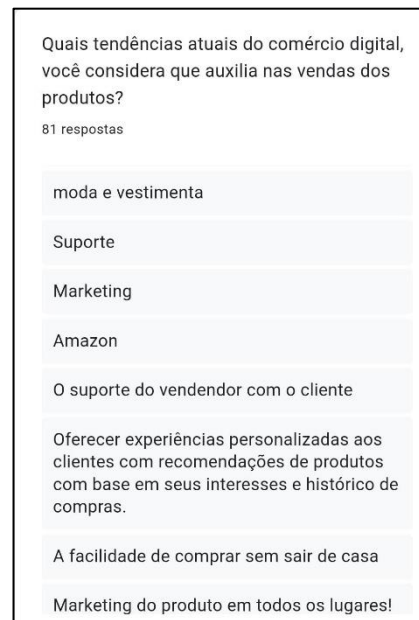 Quais tendências atuais do comércio digital,
você considera que auxilia nas vendas dos
produtos?
81 respostas
moda e vestimenta
Suporte
Marketing
Amazon
O suporte do vendendor com o cliente
Oferecer experiências personalizadas aos
clientes com recomendações de produtos
com base em seus interesses e histórico de
compras.
A facilidade de comprar sem sair de casa
Marketing do produto em todos os lugares!